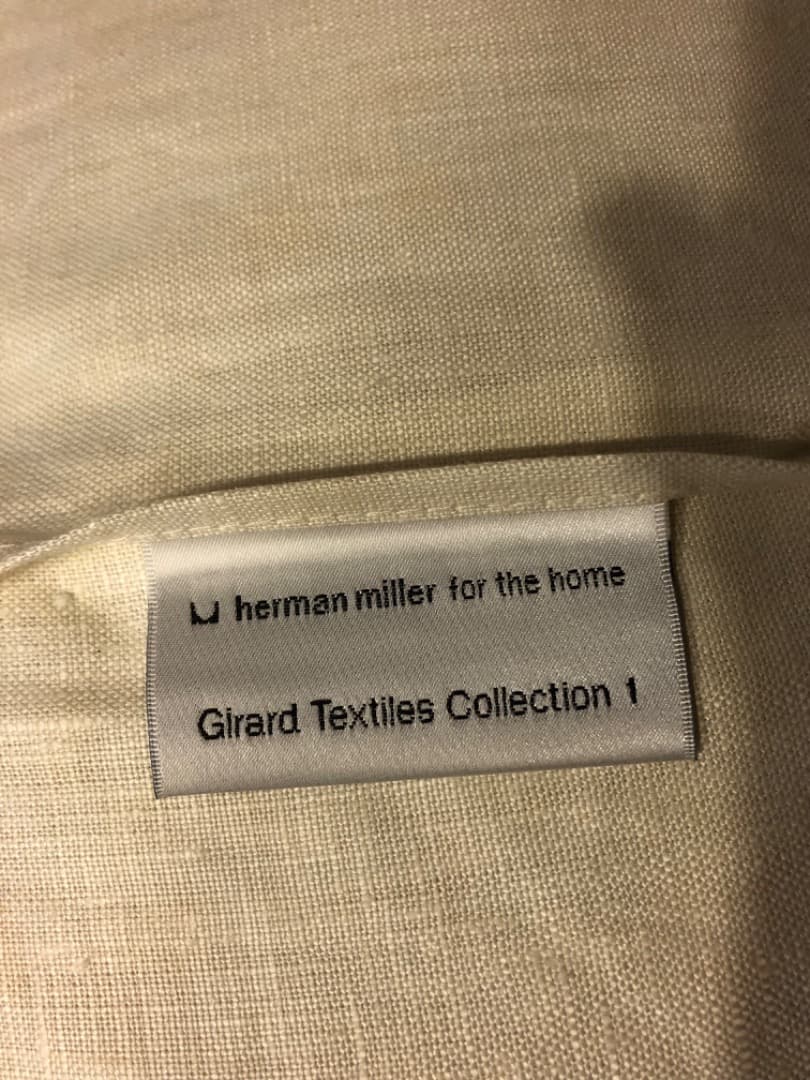 herman miller for the home
Girard Textiles Collection 1